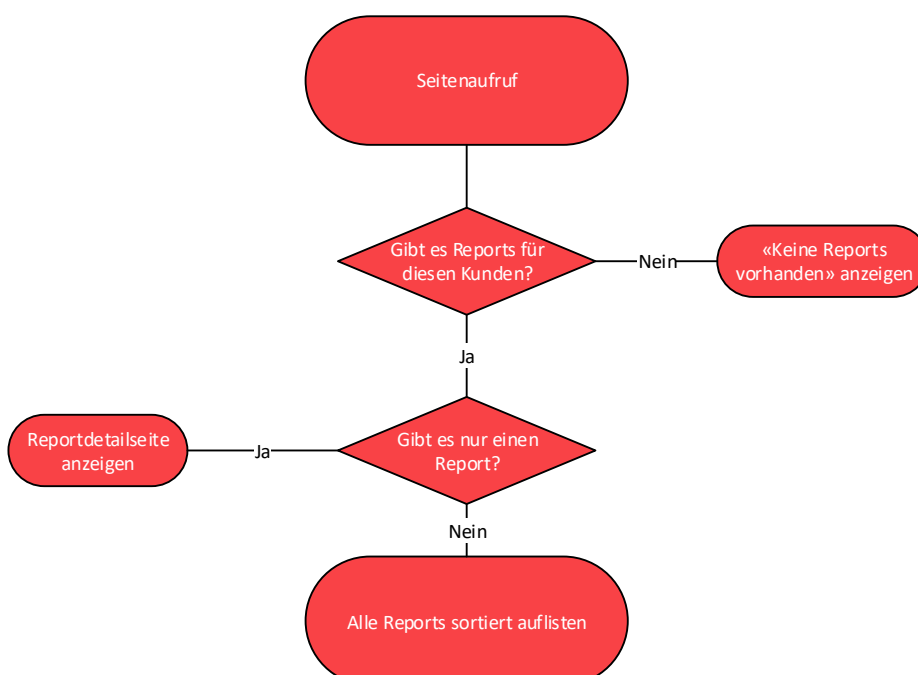 Seitenaufruf
Gibt es Reports für
diesen Kunden?
Nein
«Keine Reports
vorhanden» anzeigen
Ja
Gibt es nur einen
Report?
Ja
Reportdetailseite
anzeigen
Nein
Alle Reports sortiert auflisten